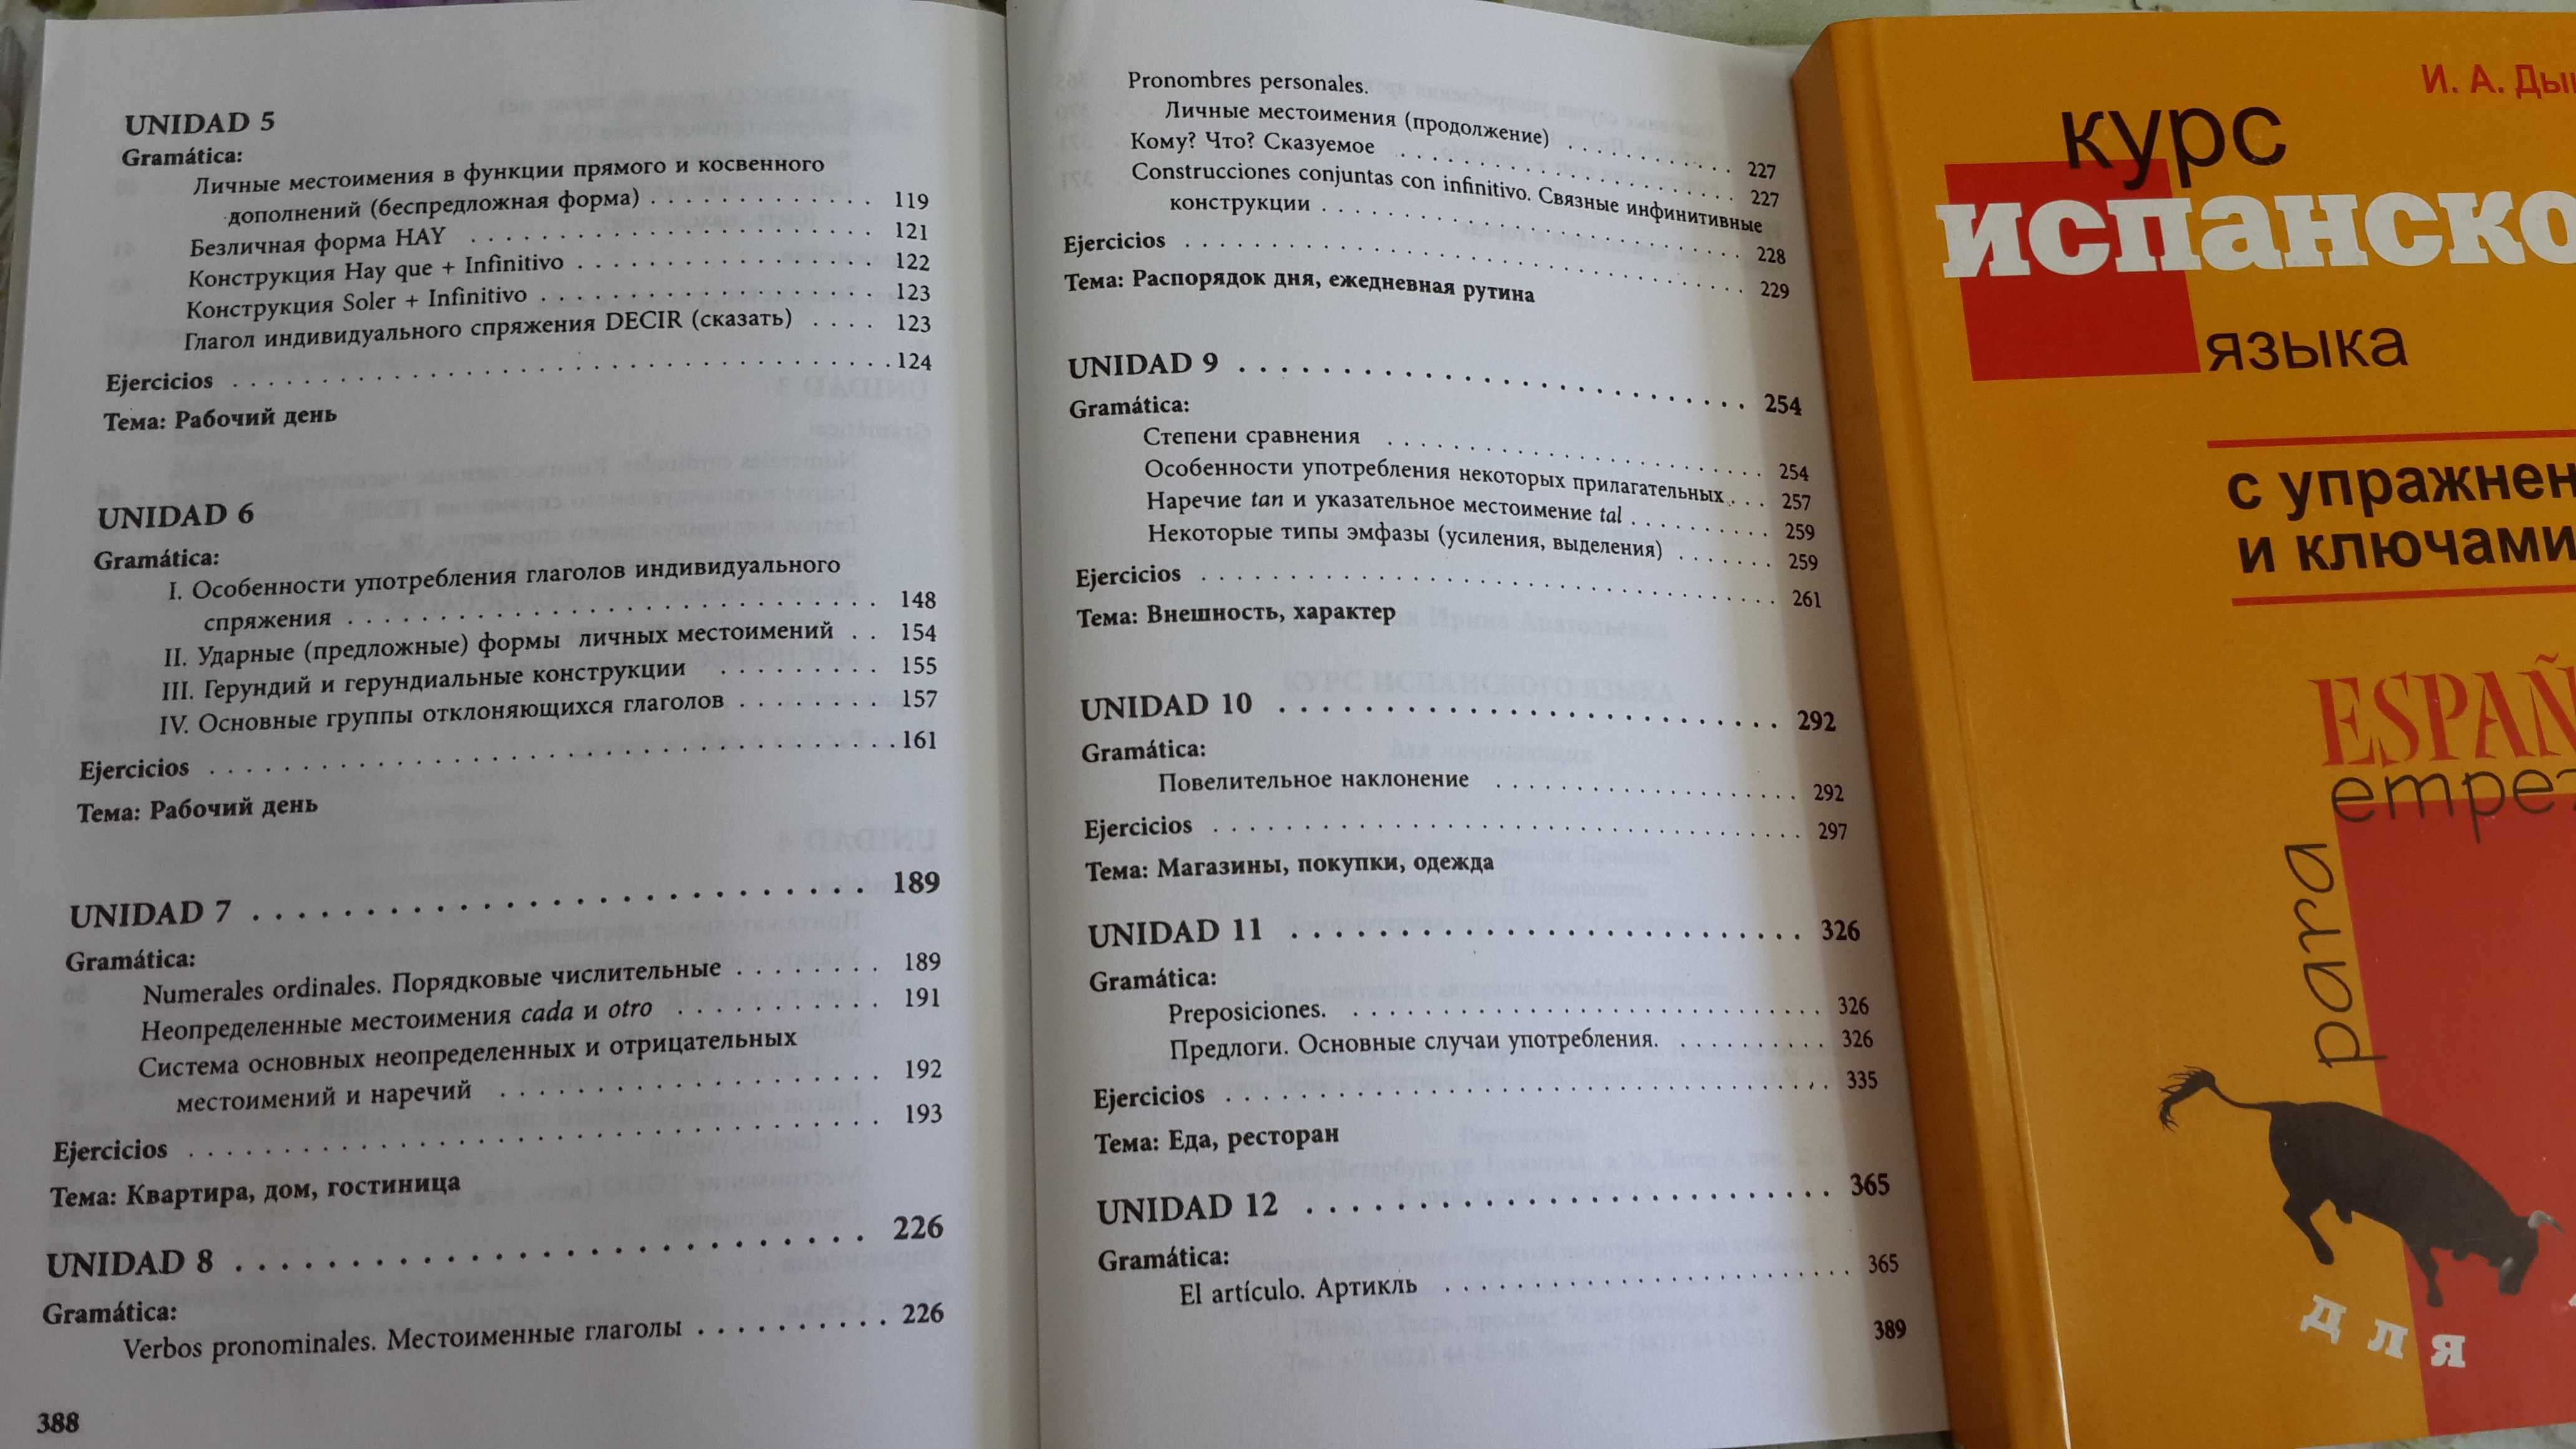 UNIDAD 5
Gramática:
Личные местоимения в функции прямого и косвенного
дополнений (беспредложная форма) . . . . . . . . . . . . . 119
Безличная форма HAY . . . . . . . . . . . . . . . . . . . . . . . 121
Конструкция Hay que + Infinitivo . . . . . . . . . . . . . . . . . 122
Конструкция Soler + Infinitivo . . . . . . . . . . . . . . . . . . . 123
Глагол индивидуального спряжения DECIR (сказать) . . . . 123
Ejercicios . . . . . . . . . . . . . . . . . . . . . . . . . . . . . . . . . . . . . 124
Тема: Рабочий день
UNIDAD 6
Gramática:
I. Особенности употребления глаголов индивидуального
спряжения . . . . . . . . . . . . . . . . . . . . . . . . . . . . . . 148
II. Ударные (предложные) формы личных местоимений . . 154
III. Герундий и герундиальные конструкции . . . . . . . . . 155
IV. Основные группы отклоняющихся глаголов . . . . . . . . 157
Ejercicios . . . . . . . . . . . . . . . . . . . . . . . . . . . . . . . . . . . . . . . 161
Тема: Рабочий день
UNIDAD 7 . . . . . . . . . . . . . . . . . . . . . . . . . . . 189
Gramática:
Numerales ordinales. Порядковые числительные . . . . . . . . 189
Неопределенные местоимения cada и otro . . . . . . . . . . . 191
Система основных неопределенных и отрицательных
местоимений и наречий . . . . . . . . . . . . . . . . . . . . . 192
Ejercicios . . . . . . . . . . . . . . . . . . . . . . . . . . . . . . . . . . . . . . 193
Тема: Квартира, дом, гостиница
UNIDAD 8 . . . . . . . . . . . . . . . . . . . . . . . . . . . . 226
Gramática:
Verbos pronominales. Местоименные глаголы . . . . . . . . . . 226
388
Pronombres personales.
Личные местоимения (продолжение) . . . . . . . . . . . . 227
Кому? Что? Сказуемое . . . . . . . . . . . . . . . . . . . . . . . . 227
Construcciones conjuntas con infinitivo. Связные инфинитивные
конструкции . . . . . . . . . . . . . . . . . . . . . . . . . . . . . 228
Ejercicios . . . . . . . . . . . . . . . . . . . . . . . . . . . . . . . . . . . . . . 229
Тема: Распорядок дня, ежедневная рутина
UNIDAD 9 . . . . . . . . . . . . . . . . . . . . . . . . . 254
Gramática:
Степени сравнения . . . . . . . . . . . . . . . . . . . . . . . . . . 254
Особенности употребления некоторых прилагательных . . . 257
Наречие tan и указательное местоимение tal . . . . . . . . . 259
Некоторые типы эмфазы (усиления, выделения) . . . . . . . 259
Ejercicios . . . . . . . . . . . . . . . . . . . . . . . . . . . . . . . . . . . . . . 261
Тема: Внешность, характер
UNIDAD 10 . . . . . . . . . . . . . . . . . . . . . . . . 292
Gramática:
Повелительное наклонение . . . . . . . . . . . . . . . . . . . . . 292
Ejercicios . . . . . . . . . . . . . . . . . . . . . . . . . . . . . . . . . . . . . . 297
Тема: Магазины, покупки, одежда
UNIDAD 11 . . . . . . . . . . . . . . . . . . . . . . . . 326
Gramática:
Preposiciones. . . . . . . . . . . . . . . . . . . . . . . . . . . . . . . 326
Предлоги. Основные случаи употребления. . . . . . . . . . . 326
Ejercicios . . . . . . . . . . . . . . . . . . . . . . . . . . . . . . . . . . . . . . 335
Тема: Еда, ресторан
UNIDAD 12 . . . . . . . . . . . . . . . . . . . . . . . . . 365
Gramática:
El artículo. Артикль . . . . . . . . . . . . . . . . . . . . . . . . . . . 365
389
И. А. Ды
курс
испанско
языка
с упражнен
и ключами
ESPAÑ
para
empez
для